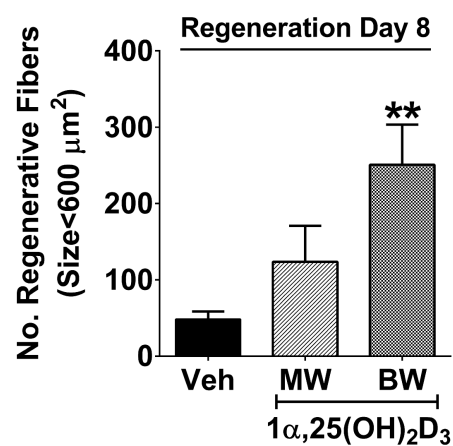 Regeneration Day 8
No. Regenerative Fibers
(Size<600 μm²)
400
300
200
100
0
**
Veh MW BW
1α,25(OH)₂D₃